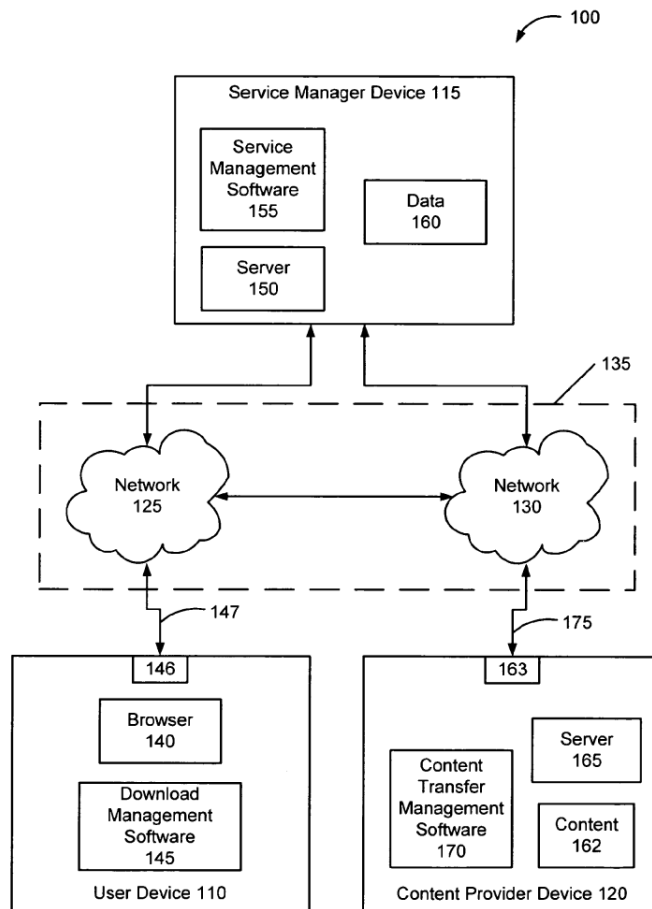 100
Service Manager Device 115
Service
Management
Software
155
Data
160
Server
150
135
Network
125
Network
130
147
175
146
163
Browser
140
Download
Management
Software
145
User Device 110
Server
165
Content
Transfer
Management
Software
170
Content
162
Content Provider Device 120